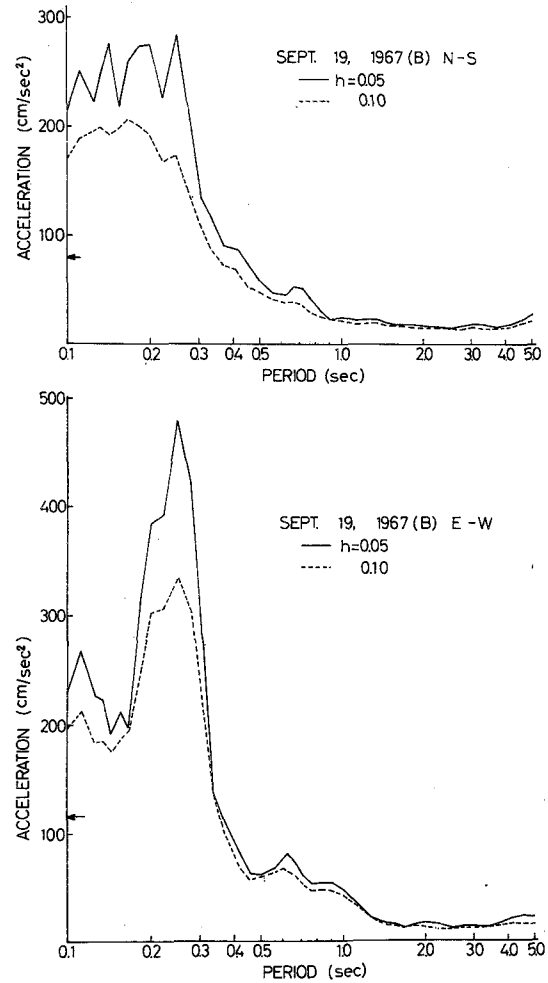 300
200
100
ACCELERATION (cm/sec²)
SEPT. 19, 1967 (B) N-S
h=0.05
0.10
0.1 0.2 0.3 0.4 0.5 1.0 2.0 3.0 4.0 5.0
PERIOD (sec)
500
400
300
200
100
ACCELERATION (cm/sec²)
SEPT. 19, 1967 (B) E-W
h=0.05
0.10
0.1 0.2 0.3 0.4 0.5 1.0 2.0 3.0 4.0 5.0
PERIOD (sec)